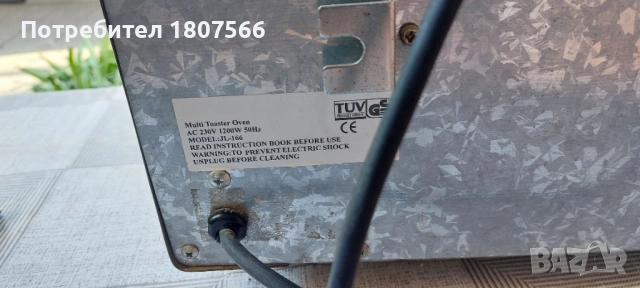 Потребител 1807566
Multi Toaster Oven
AC 230V 1200W 50Hz
MODEL:JL-166
READ INSTRUCTION BOOK BEFORE USE
WARNING:TO PREVENT ELECTRIC SHOCK
UNPLUG BEFORE CLEANING
TUV
GS
CE
BAZAR